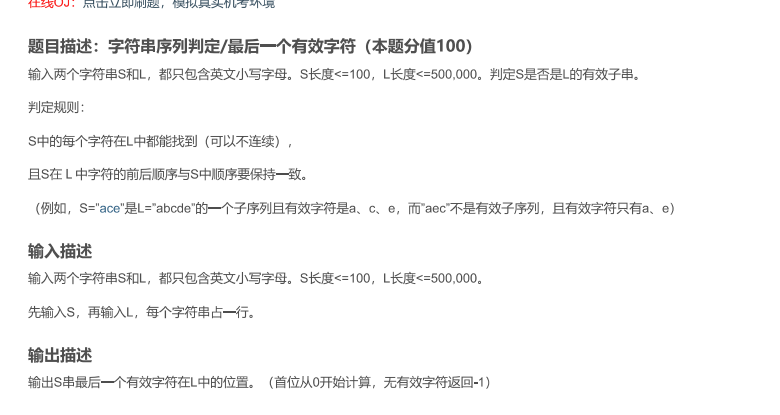 在线OJ：点击立即刷题，模拟真实机考环境
题目描述：字符串序列判定/最后一个有效字符（本题分值100）
输入两个字符串S和L，都只包含英文小写字母。S长度<=100，L长度<=500,000。判定S是否是L的有效子串。
判定规则：
S中的每个字符在L中都能找到（可以不连续），
且S在 L 中字符的前后顺序与S中顺序要保持一致。
（例如，S="ace"是L="abcde"的一个子序列且有效字符是a、c、e，而"aec"不是有效子序列，且有效字符只有a、e）
输入描述
输入两个字符串S和L，都只包含英文小写字母。S长度<=100，L长度<=500,000。
先输入S，再输入L，每个字符串占一行。
输出描述
输出S串最后一个有效字符在L中的位置。（首位从0开始计算，无有效字符返回-1）